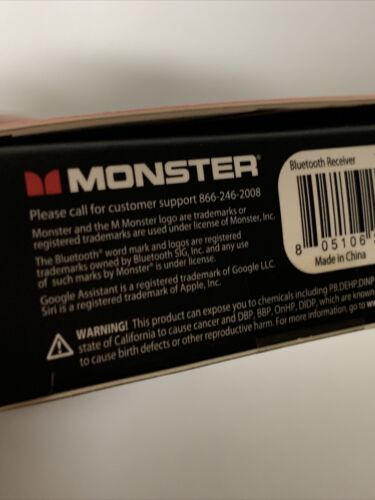 MONSTER®
Please call for customer support 866-246-2008
Monster and the M Monster logo are trademarks or
registered trademarks are used under license of Monster, Inc.
The Bluetooth® word mark and logos are registered
trademarks owned by Bluetooth SIG, Inc. and any use
of such marks by Monster® is under license.
Google Assistant is a registered trademark of Google LLC.
Siri is a registered trademark of Apple, Inc.
WARNING! This product can expose you to chemicals including PB,DEHP,DINP
state of California to cause cancer and DBP, BBP, OnHP, DIDP, which are known
to cause birth defects or other reproductive harm. For more information, go to
Bluetooth Receiver
8 05106
Made in China